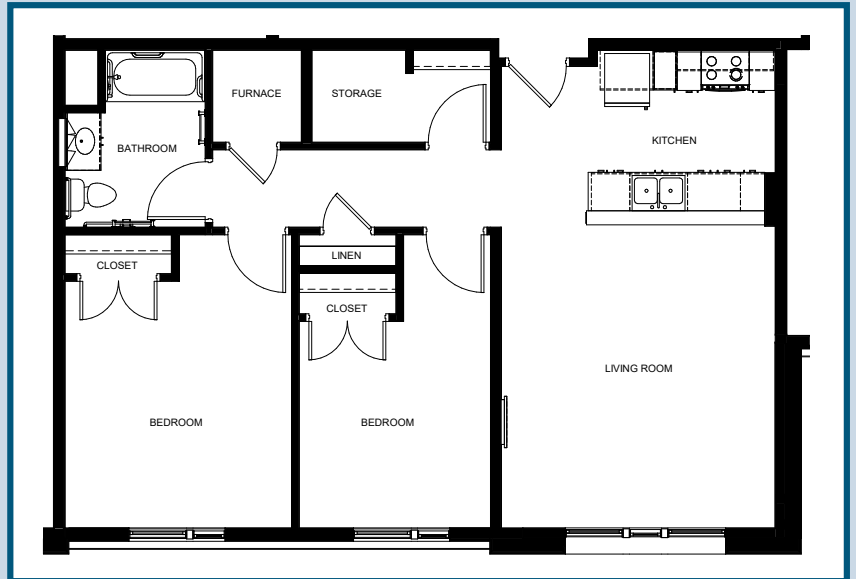 FURNACE
STORAGE
KITCHEN
BATHROOM
LINEN
CLOSET
CLOSET
LIVING ROOM
BEDROOM
BEDROOM